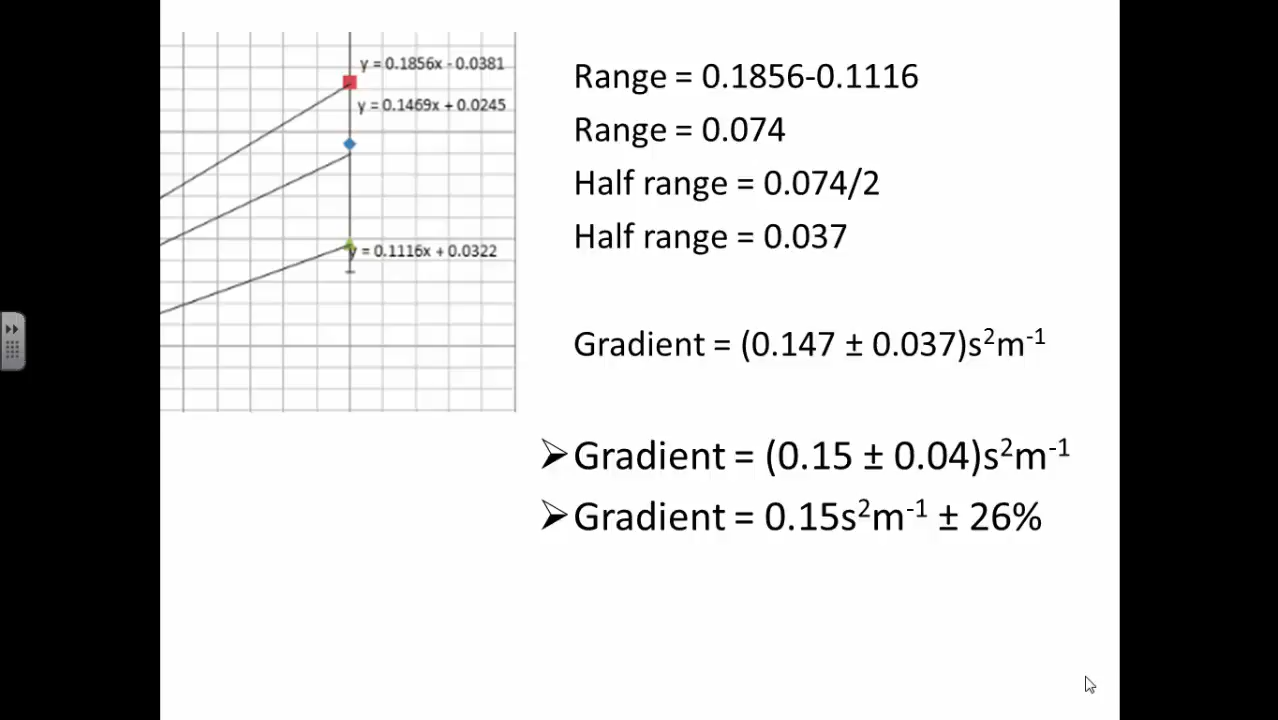 y = 0.1856x - 0.0381
y = 0.1469x + 0.0245
y = 0.1116x + 0.0322
Range = 0.1856-0.1116
Range = 0.074
Half range = 0.074/2
Half range = 0.037
Gradient = (0.147 ± 0.037)s²m⁻¹
➢Gradient = (0.15 ± 0.04)s²m⁻¹
➢Gradient = 0.15s²m⁻¹ ± 26%